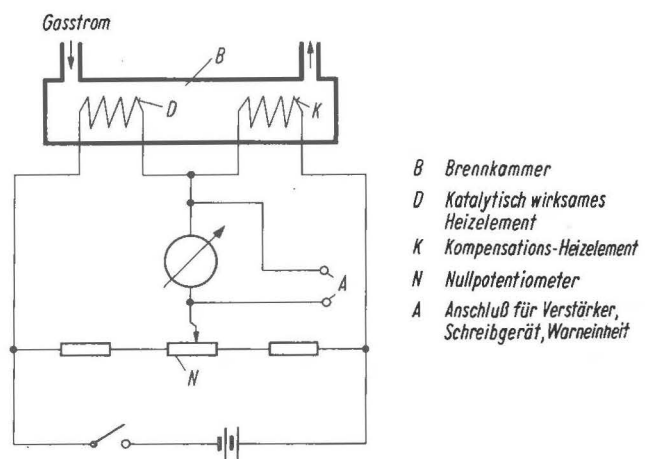 Gasstrom
B
D
K
A
N
B Brennkammer
D Katalytisch wirksames
Heizelement
K Kompensations-Heizelement
N Nullpotentiometer
A Anschluß für Verstärker,
Schreibgerät, Warneinheit